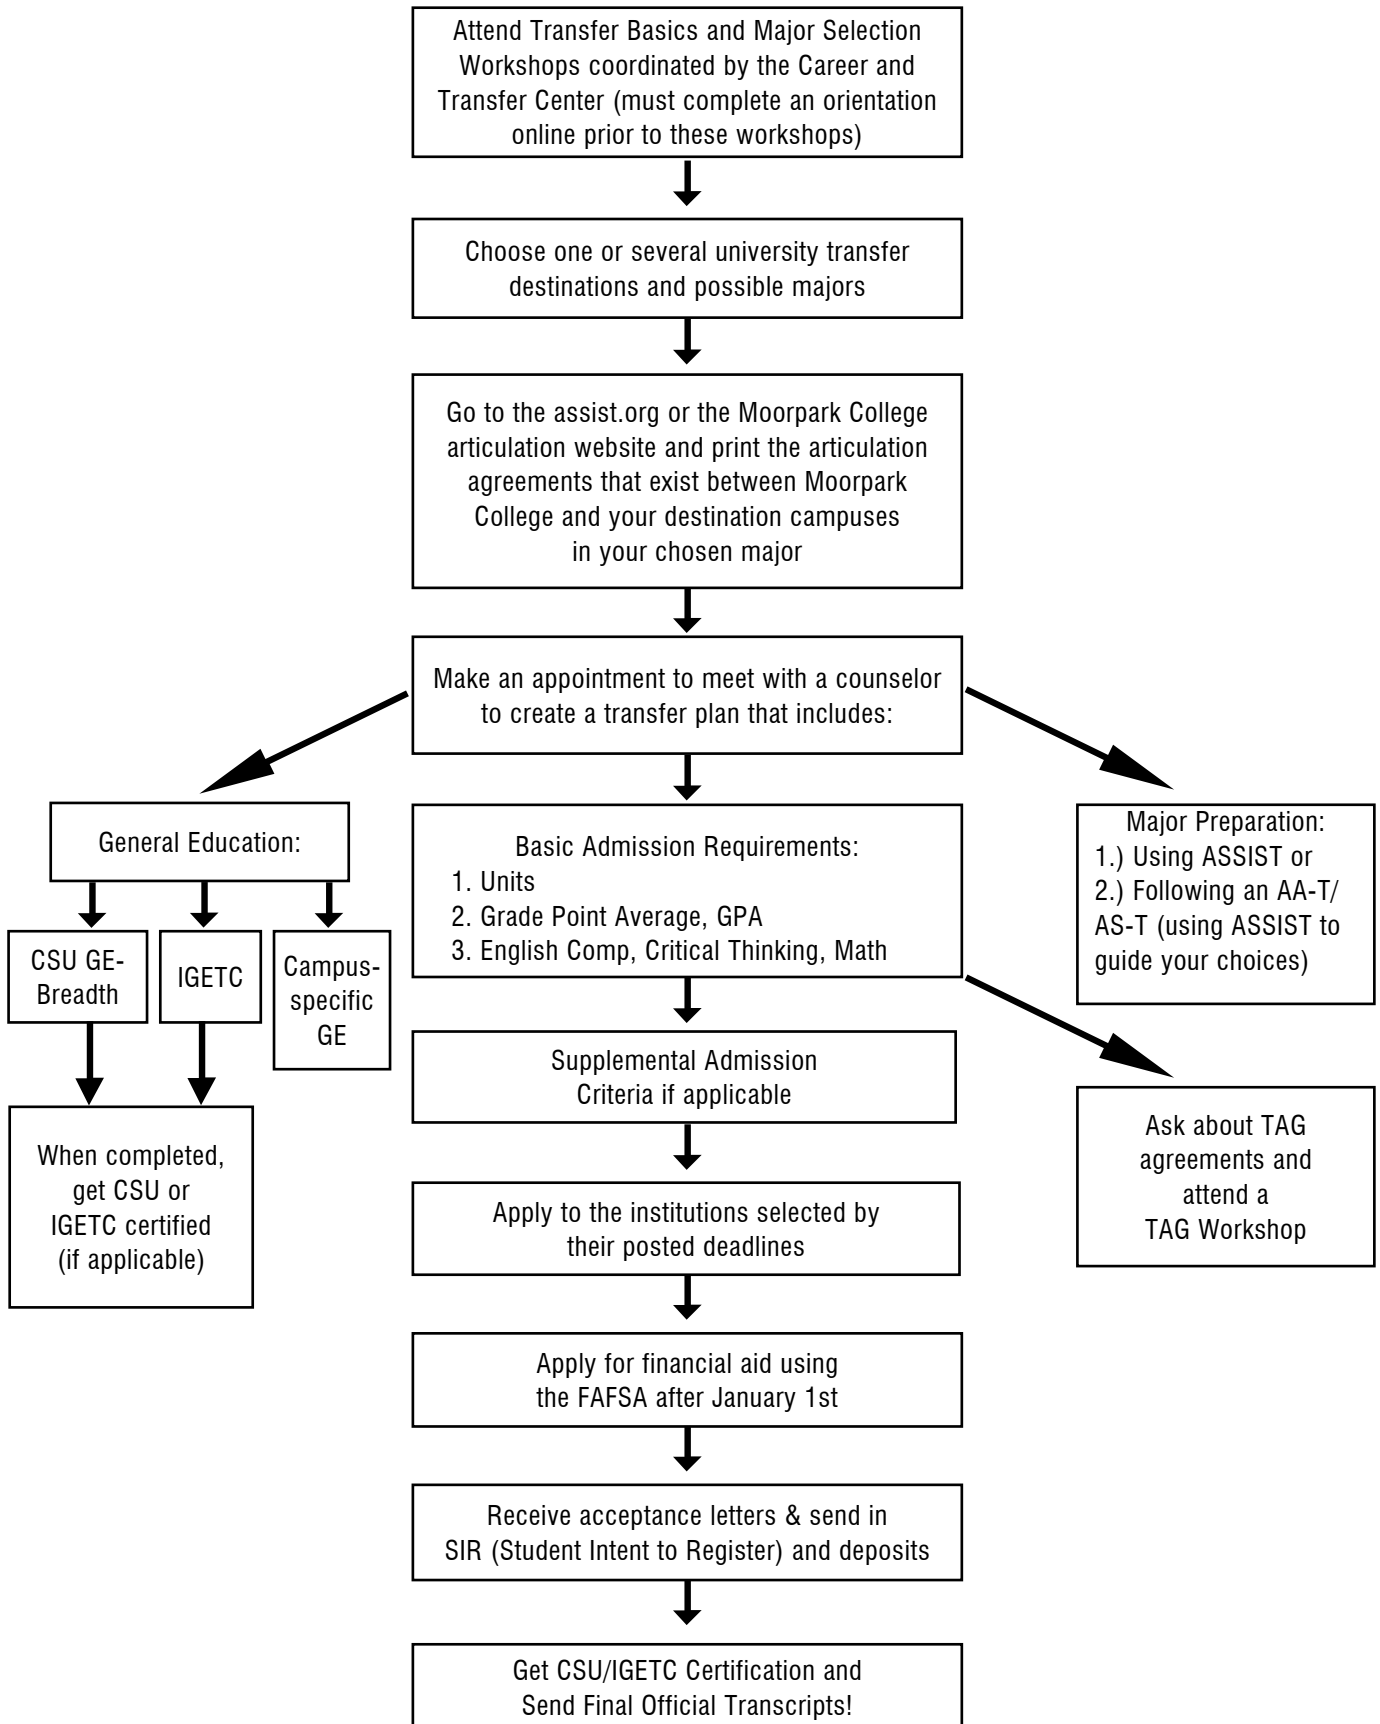 Attend Transfer Basics and Major Selection
Workshops coordinated by the Career and
Transfer Center (must complete an orientation
online prior to these workshops)
Choose one or several university transfer
destinations and possible majors
Go to the assist.org or the Moorpark College
articulation website and print the articulation
agreements that exist between Moorpark
College and your destination campuses
in your chosen major
Make an appointment to meet with a counselor
to create a transfer plan that includes:
General Education:
CSU GE-
Breadth
IGETC
Campus-
specific
GE
When completed,
get CSU or
IGETC certified
(if applicable)
Basic Admission Requirements:
1. Units
2. Grade Point Average, GPA
3. English Comp, Critical Thinking, Math
Major Preparation:
1.) Using ASSIST or
2.) Following an AA-T/
AS-T (using ASSIST to
guide your choices)
Supplemental Admission
Criteria if applicable
Ask about TAG
agreements and
attend a
TAG Workshop
Apply to the institutions selected by
their posted deadlines
Apply for financial aid using
the FAFSA after January 1st
Receive acceptance letters & send in
SIR (Student Intent to Register) and deposits
Get CSU/IGETC Certification and
Send Final Official Transcripts!